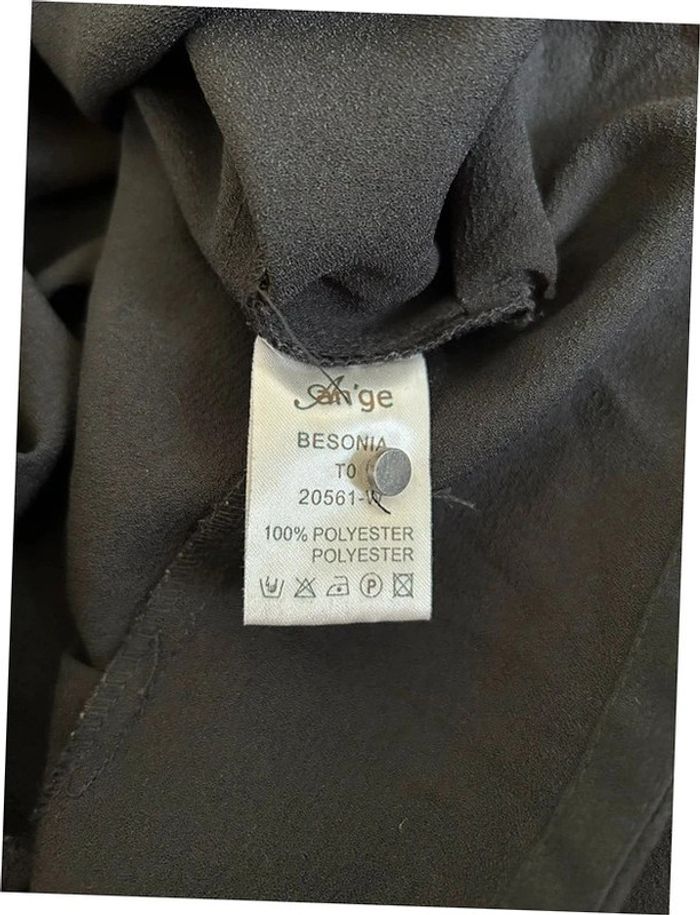 An'ge
BESONIA
T0
20561-W
100% POLYESTER
POLYESTER
P